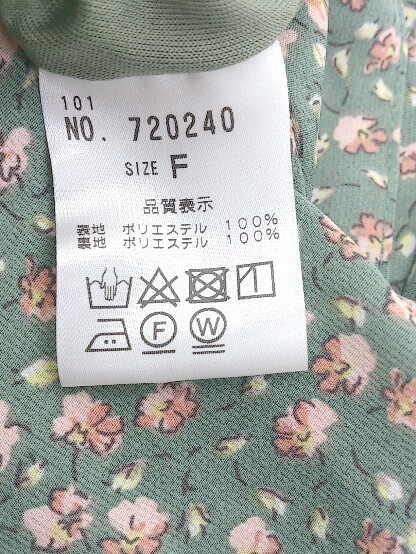 101
NO. 720240
SIZE F
品質表示
表地 ポリエステル 100%
裏地 ポリエステル 100%
F W